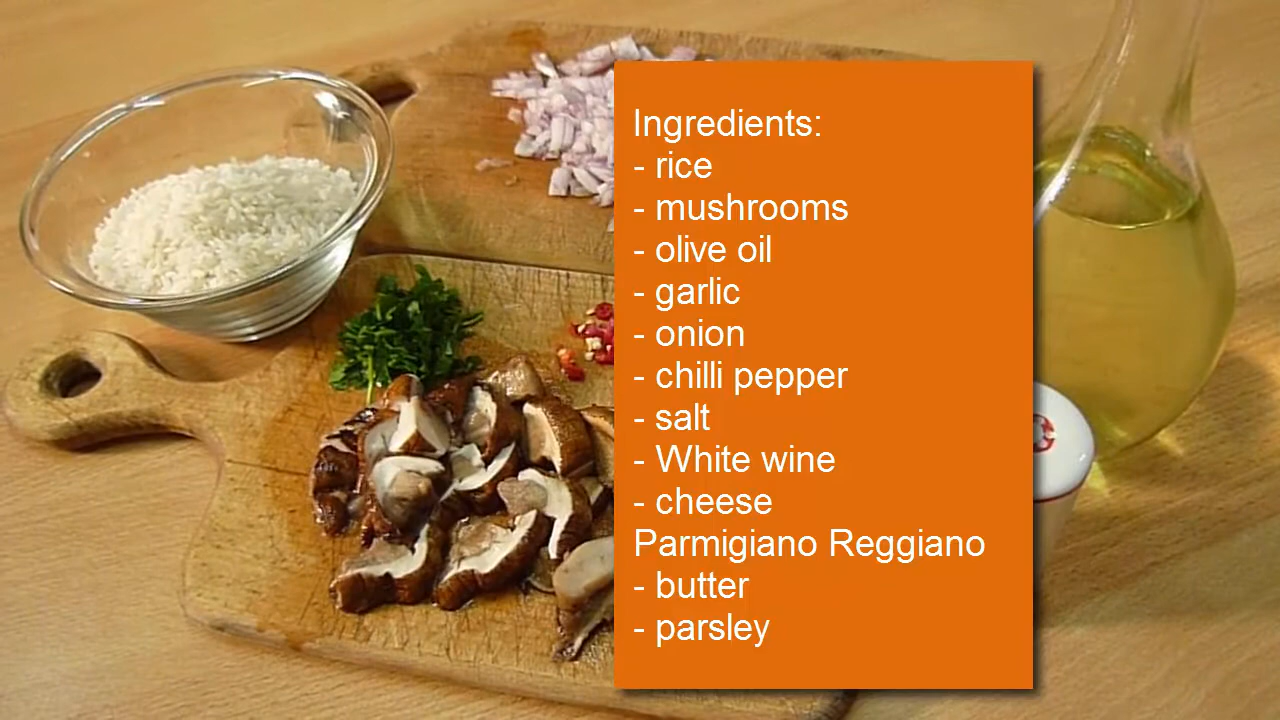 Ingredients:
- rice
- mushrooms
- olive oil
- garlic
- onion
- chilli pepper
- salt
- White wine
- cheese
Parmigiano Reggiano
- butter
- parsley